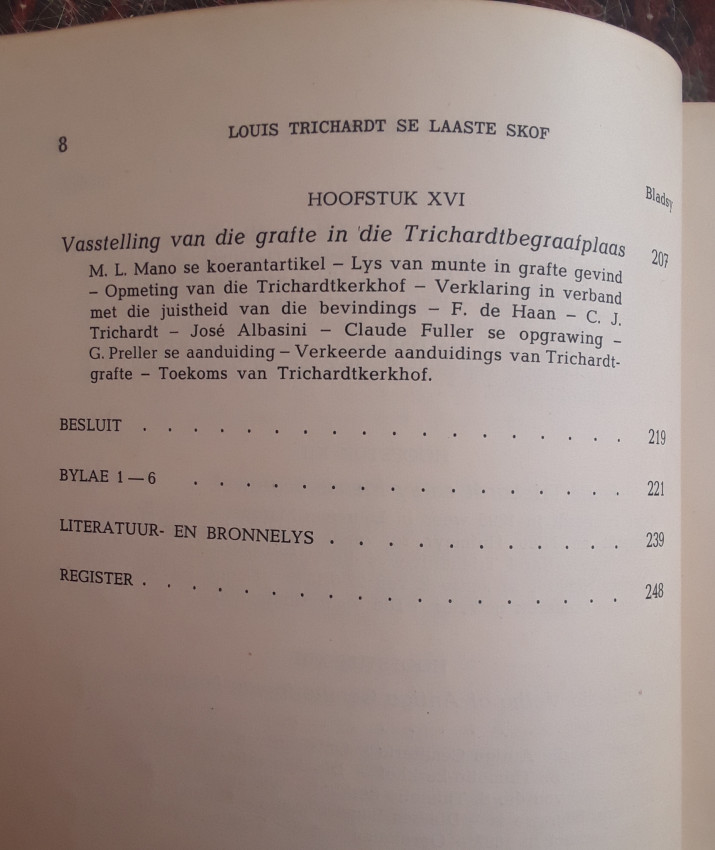 8 LOUIS TRICHARDT SE LAASTE SKOF
HOOFSTUK XVI
Bladsy
Vasstelling van die grafte in die Trichardtbegraafplaas 207
M. L. Mano se koerantartikel – Lys van munte in grafte gevind
– Opmeting van die Trichardtkerkhof – Verklaring in verband
met die juistheid van die bevindings – F. de Haan – C. J.
Trichardt – José Albasini – Claude Fuller se opgrawing –
G. Preller se aanduiding – Verkeerde aanduidings van Trichardt-
grafte – Toekoms van Trichardtkerkhof.
BESLUIT . . . . . . . . . . . . . . . . . . . 219
BYLAE 1 — 6 . . . . . . . . . . . . . . . . . 221
LITERATUUR- EN BRONNELYS . . . . . . . . . . . 239
REGISTER . . . . . . . . . . . . . . . . . . 248